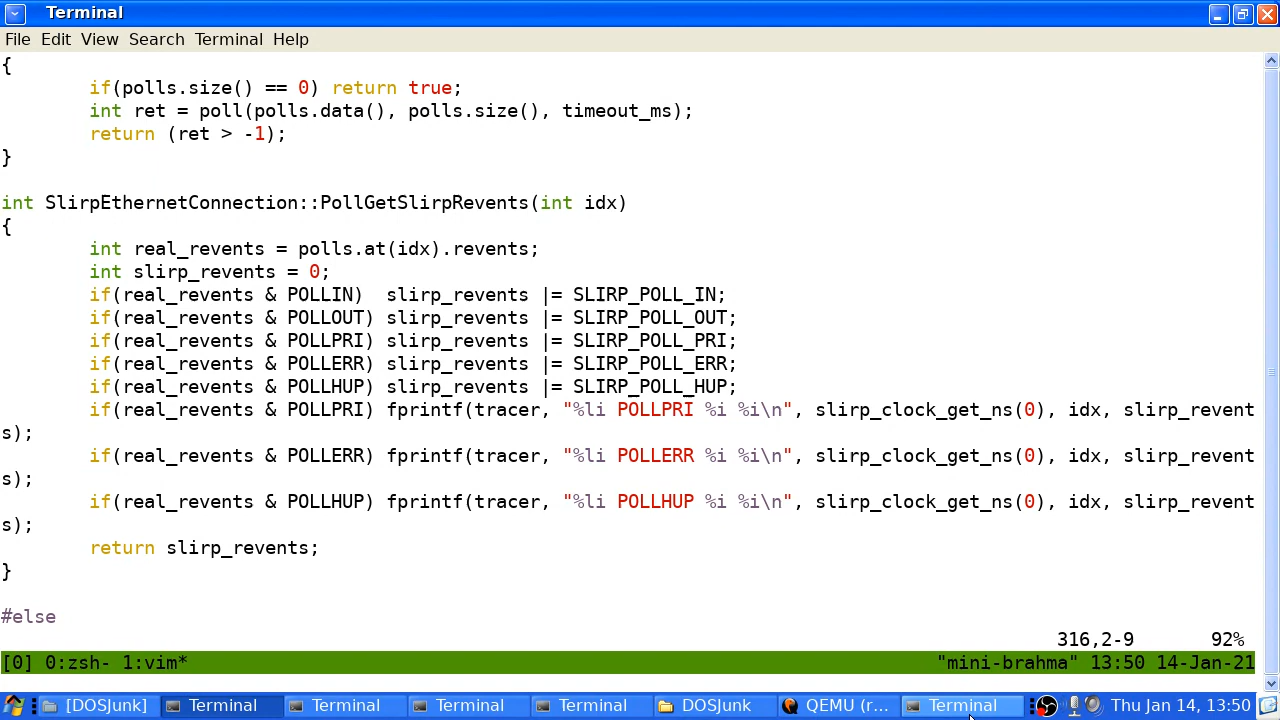 Terminal
File Edit View Search Terminal Help
{
        if(polls.size() == 0) return true;
        int ret = poll(polls.data(), polls.size(), timeout_ms);
        return (ret > -1);
}

int SlirpEthernetConnection::PollGetSlirpRevents(int idx)
{
        int real_revents = polls.at(idx).revents;
        int slirp_revents = 0;
        if(real_revents & POLLIN)  slirp_revents |= SLIRP_POLL_IN;
        if(real_revents & POLLOUT) slirp_revents |= SLIRP_POLL_OUT;
        if(real_revents & POLLPRI) slirp_revents |= SLIRP_POLL_PRI;
        if(real_revents & POLLERR) slirp_revents |= SLIRP_POLL_ERR;
        if(real_revents & POLLHUP) slirp_revents |= SLIRP_POLL_HUP;
        if(real_revents & POLLPRI) fprintf(tracer, "%li POLLPRI %i %i\n", slirp_clock_get_ns(0), idx, slirp_revent
s);
        if(real_revents & POLLERR) fprintf(tracer, "%li POLLERR %i %i\n", slirp_clock_get_ns(0), idx, slirp_revent
s);
        if(real_revents & POLLHUP) fprintf(tracer, "%li POLLHUP %i %i\n", slirp_clock_get_ns(0), idx, slirp_revent
s);
        return slirp_revents;
}

#else
316,2-9 92%
[0] 0:zsh- 1:vim* "mini-brahma" 13:50 14-Jan-21
[DOSJunk] Terminal Terminal Terminal Terminal DOSJunk QEMU (r... Terminal Thu Jan 14, 13:50